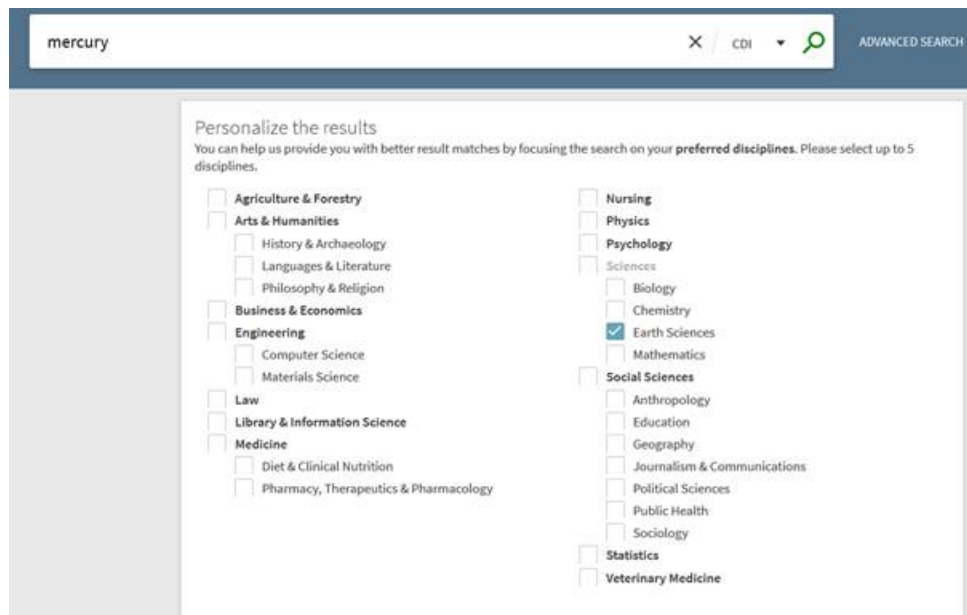 mercury
CDI
ADVANCED SEARCH
Personalize the results
You can help us provide you with better result matches by focusing the search on your preferred disciplines. Please select up to 5
disciplines.
Agriculture & Forestry
Arts & Humanities
History & Archaeology
Languages & Literature
Philosophy & Religion
Business & Economics
Engineering
Computer Science
Materials Science
Law
Library & Information Science
Medicine
Diet & Clinical Nutrition
Pharmacy, Therapeutics & Pharmacology
Nursing
Physics
Psychology
Sciences
Biology
Chemistry
Earth Sciences
Mathematics
Social Sciences
Anthropology
Education
Geography
Journalism & Communications
Political Sciences
Public Health
Sociology
Statistics
Veterinary Medicine